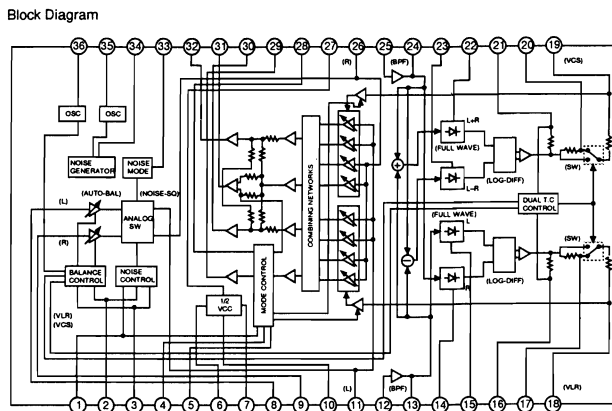 Block Diagram
36 35 34 33 32 31 30 29 28 27 26 25 24 23 22 21 20 19
(R) (BPF) (VCS)
OSC OSC
NOISE GENERATOR
NOISE MODE
(AUTO-BAL) (NOISE-SQ)
(L)
(R)
ANALOG SW
BALANCE CONTROL
NOISE CONTROL
(VLR)
(VCS)
MODE CONTROL
1/2 VCC
COMBINING NETWORKS
L+R
(FULL WAVE)
L-R
(LOG-DIFF)
(SW)
DUAL T.C CONTROL
(FULL WAVE)
L
R
(LOG-DIFF)
(SW)
(L) (BPF) (VLR)
1 2 3 4 5 6 7 8 9 10 11 12 13 14 15 16 17 18